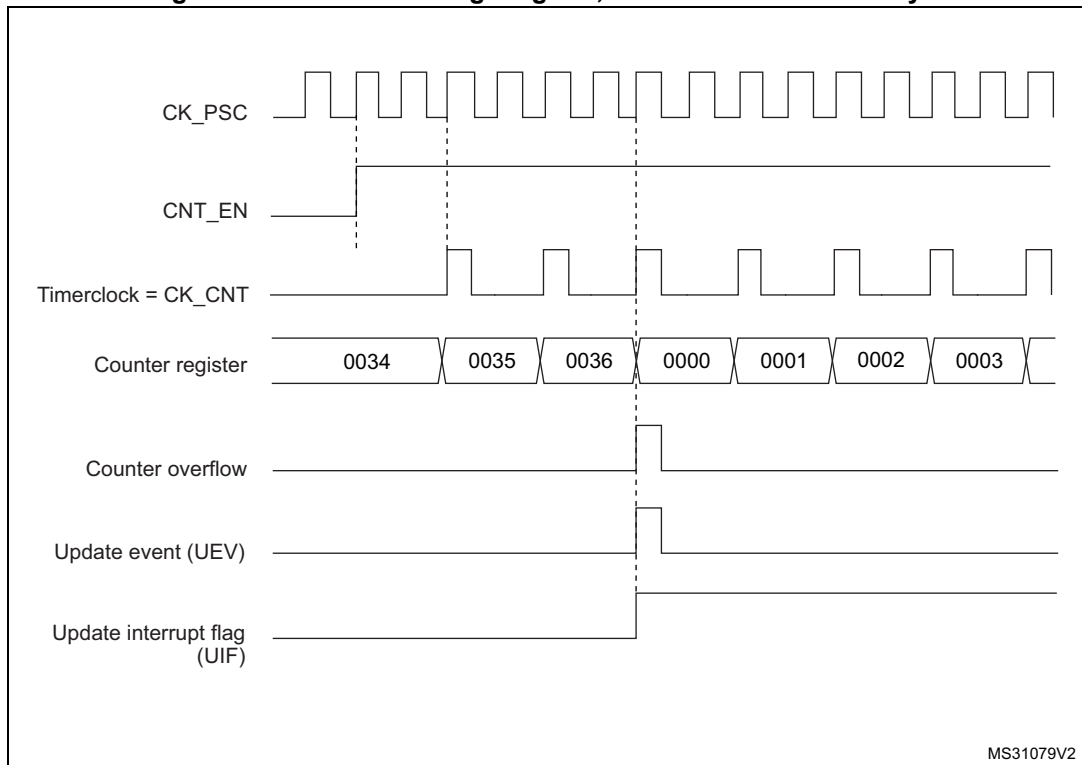 CK_PSC
CNT_EN
Timerclock = CK_CNT
Counter register
0034 0035 0036 0000 0001 0002 0003
Counter overflow
Update event (UEV)
Update interrupt flag
(UIF)
MS31079V2